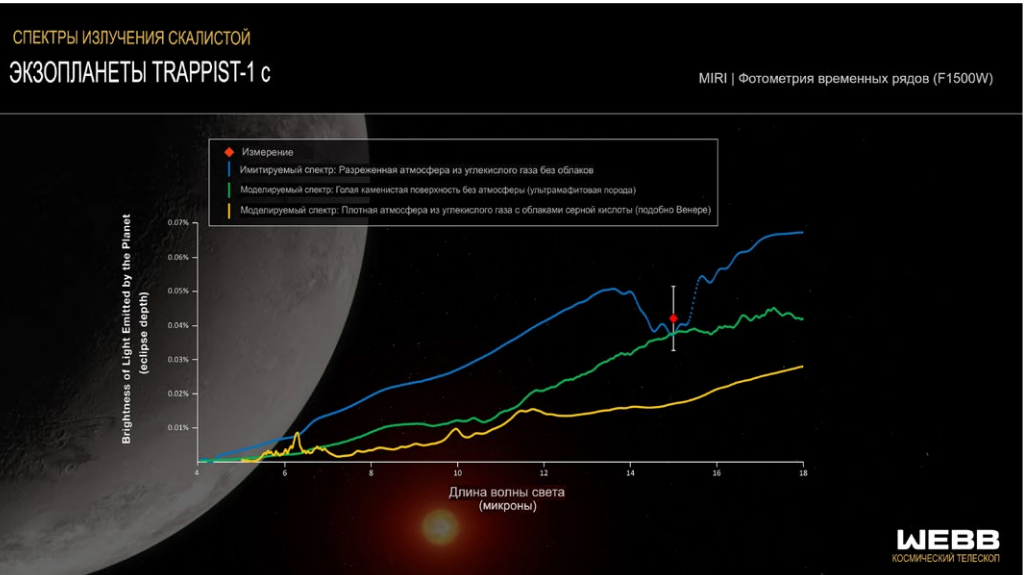 СПЕКТРЫ ИЗЛУЧЕНИЯ СКАЛИСТОЙ
ЭКЗОПЛАНЕТЫ TRAPPIST-1 c
MIRI | Фотометрия временных рядов (F1500W)
Измерение
Имитируемый спектр: Разреженная атмосфера из углекислого газа без облаков
Моделируемый спектр: Голая каменистая поверхность без атмосферы (ультрамафитовая порода)
Моделируемый спектр: Плотная атмосфера из углекислого газа с облаками серной кислоты (подобно Венере)
Brightness of Light Emitted by the Planet
(eclipse depth)
0.07%
0.06%
0.05%
0.04%
0.03%
0.02%
0.01%
4 6 8 10 12 14 16 18
Длина волны света
(микроны)
WEBB
КОСМИЧЕСКИЙ ТЕЛЕСКОП